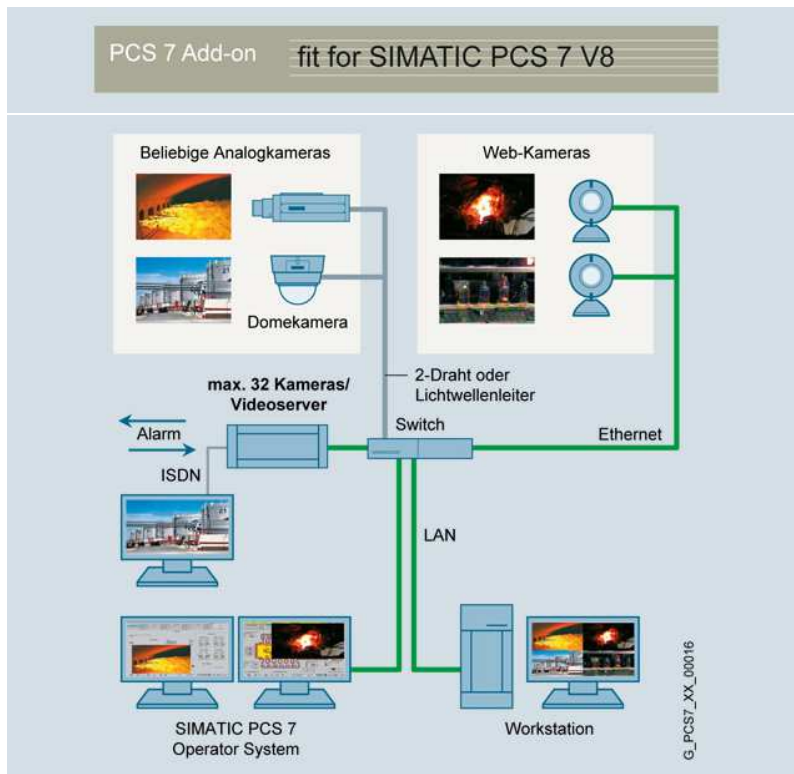 PCS 7 Add-on fit for SIMATIC PCS 7 V8
Beliebige Analogkameras
Web-Kameras
Domekamera
2-Draht oder
Lichtwellenleiter
max. 32 Kameras/
Videoserver
Switch
Ethernet
Alarm
ISDN
LAN
SIMATIC PCS 7
Operator System
Workstation
G_PCS7_XX_00016